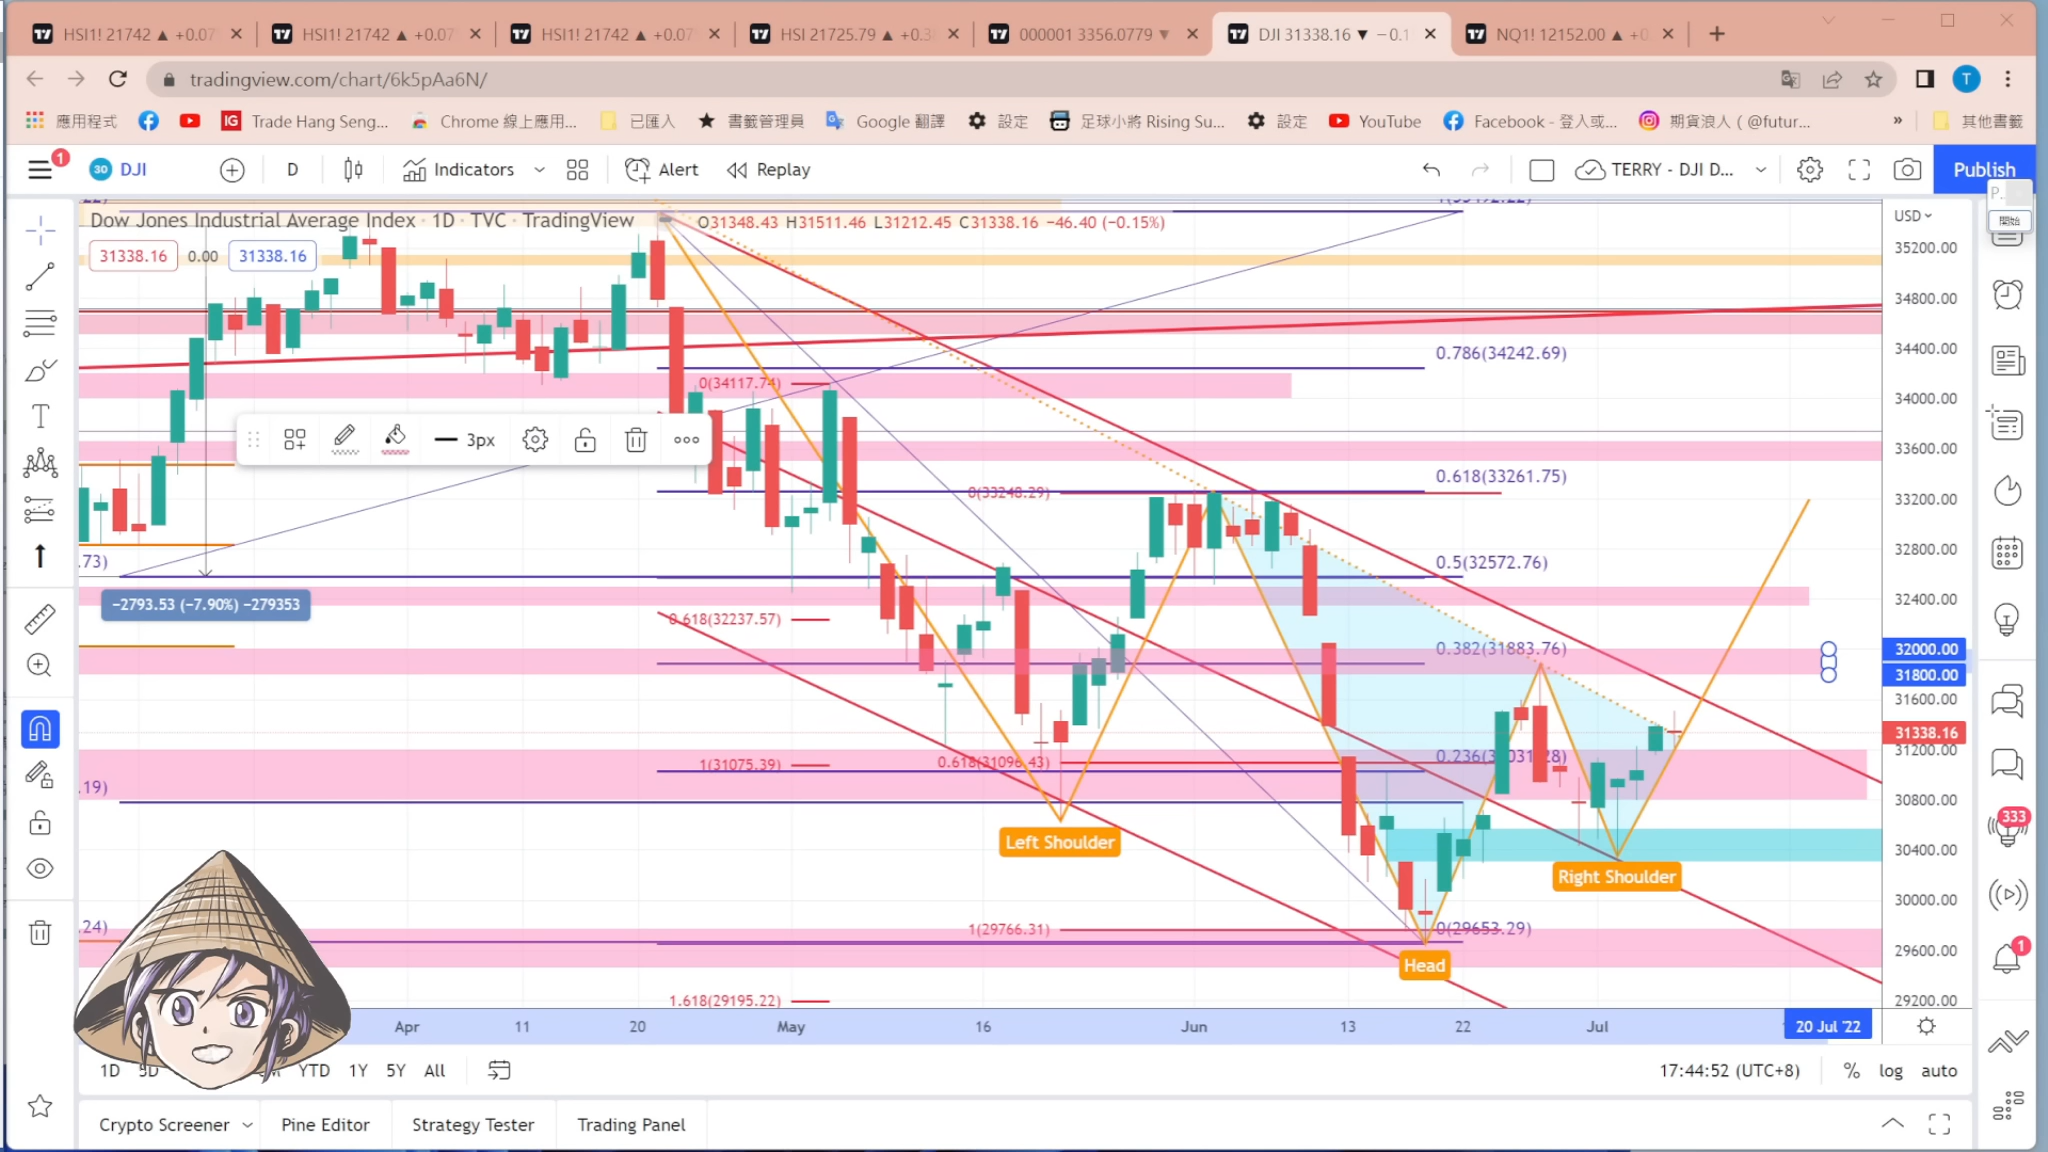 HSI1! 21742 ▲ +0.07
HSI1! 21742 ▲ +0.07
HSI1! 21742 ▲ +0.07
HSI 21725.79 ▲ +0.3
000001 3356.0779 ▼
DJI 31338.16 ▼ −0.1
NQ1! 12152.00 ▲ +0
tradingview.com/chart/6k5pAa6N/
T
應用程式
IG Trade Hang Seng...
Chrome 線上應用...
已匯入
書籤管理員
Google 翻譯
設定
足球小將 Rising Su...
設定
YouTube
Facebook - 登入或...
期貨浪人 ( @futur...
»
其他書籤
1
30 DJI
D
Indicators
Alert
Replay
TERRY - DJI D...
Publish
P...
開始
Dow Jones Industrial Average Index · 1D · TVC · TradingView
O31348.43 H31511.46 L31212.45 C31338.16 −46.40 (−0.15%)
31338.16 0.00 31338.16
USD
35200.00
34800.00
34400.00
34000.00
33600.00
33200.00
32800.00
32400.00
32000.00
31800.00
31600.00
31338.16
31200.00
30800.00
30400.00
30000.00
29600.00
29200.00
0.786(34242.69)
0(34117.74)
3px
0.618(33261.75)
0(33248.29)
.73)
0.5(32572.76)
−2793.53 (−7.90%) −279353
0.618(32237.57)
0.382(31883.76)
1(31075.39)
0.618(31096.43)
.19)
Left Shoulder
Right Shoulder
.24)
1(29766.31)
0(29653.29)
Head
1.618(29195.22)
Apr
11
20
May
16
Jun
13
22
Jul
20 Jul '22
1D
YTD
1Y
5Y
All
17:44:52 (UTC+8)
%
log
auto
Crypto Screener
Pine Editor
Strategy Tester
Trading Panel
333
1